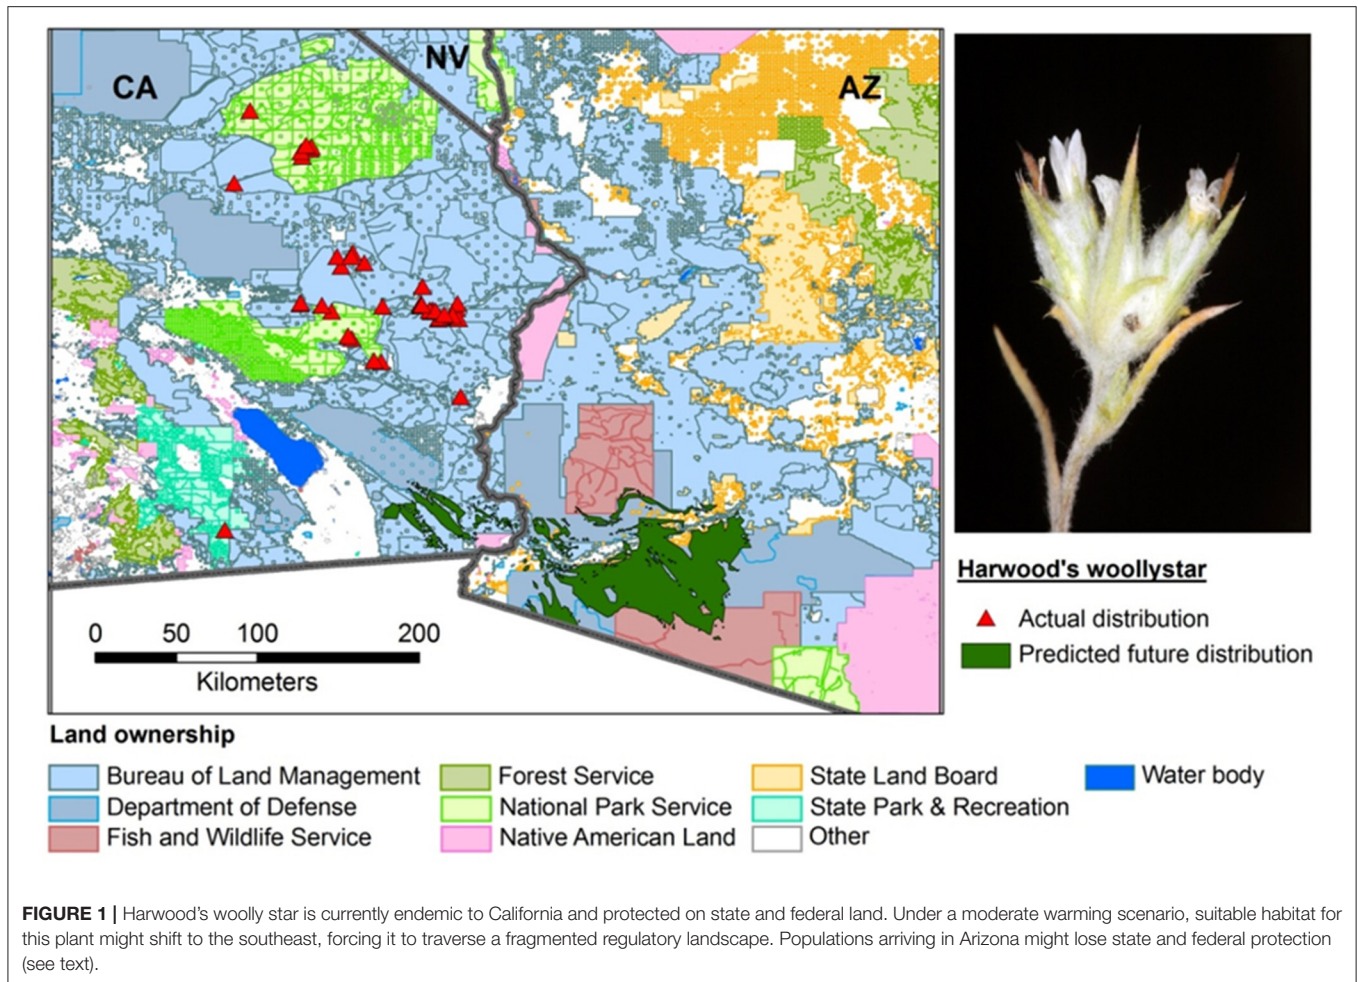 CA
NV
AZ
0 50 100 200
Kilometers
Harwood's woollystar
Actual distribution
Predicted future distribution
Land ownership
Bureau of Land Management
Forest Service
State Land Board
Water body
Department of Defense
National Park Service
State Park & Recreation
Fish and Wildlife Service
Native American Land
Other
FIGURE 1 | Harwood's woolly star is currently endemic to California and protected on state and federal land. Under a moderate warming scenario, suitable habitat for
this plant might shift to the southeast, forcing it to traverse a fragmented regulatory landscape. Populations arriving in Arizona might lose state and federal protection
(see text).